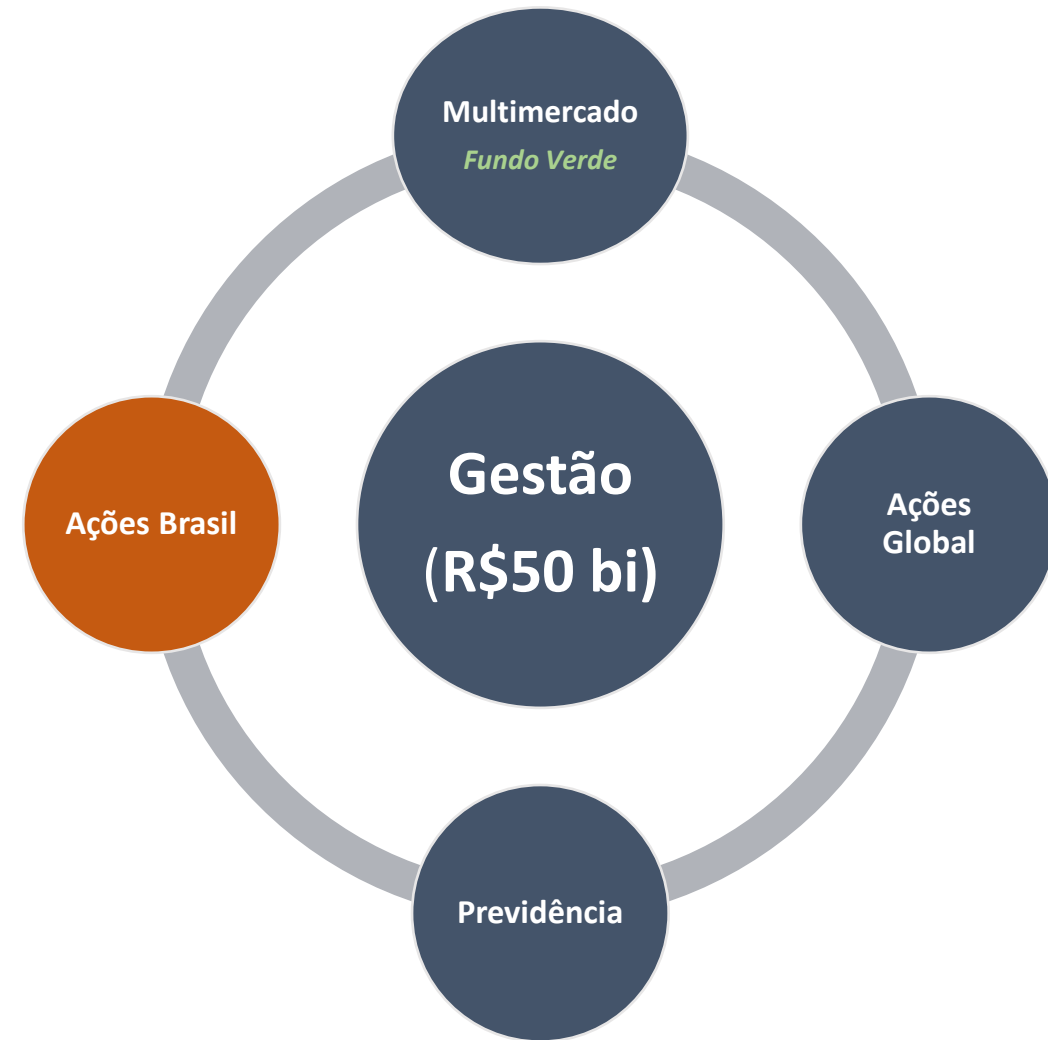 Multimercado
Fundo Verde
Ações Brasil
Gestão
(R$50 bi)
Ações
Global
Previdência